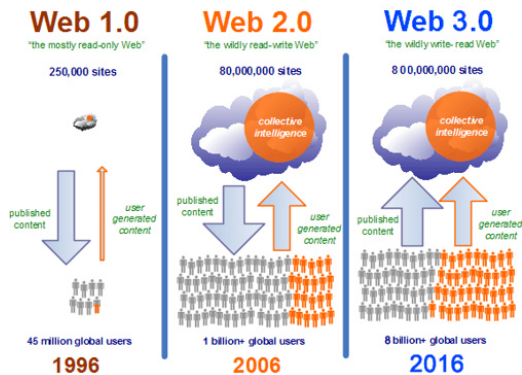 Web 1.0
"the mostly read-only Web"
250,000 sites
published
content
user
generated
content
45 million global users
1996
Web 2.0
"the wildly read-write Web"
80,000,000 sites
collective
intelligence
published
content
user
generated
content
1 billion+ global users
2006
Web 3.0
"the wildly write- read Web"
800,000,000 sites
collective
intelligence
published
content
user
generated
content
8 billion+ global users
2016